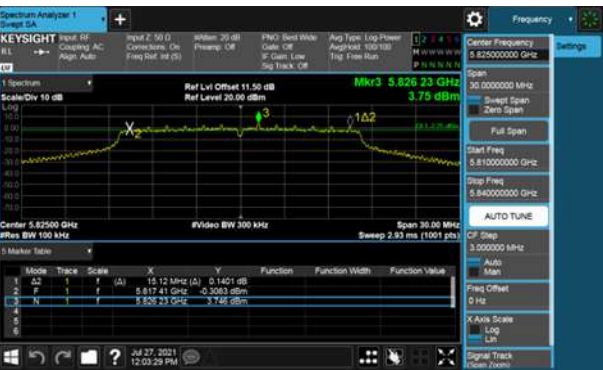 Spectrum Analyzer 1
Swept SA
Frequency
KEYSIGHT
Input: RF
Coupling: AC
Align: Auto
Input Z: 50 Ω
Corrections: On
Freq Ref: Int (S)
#Atten: 20 dB
Preamp: Off
PNO: Best Wide
Gate: Off
IF Gain: Low
Sig Track: Off
Avg Type: Log-Power
Avg|Hold: 100/100
Trig: Free Run
Center Frequency
5.825000000 GHz
Settings
Span
30.0000000 MHz
Swept Span
Zero Span
Full Span
Start Freq
5.810000000 GHz
Stop Freq
5.840000000 GHz
AUTO TUNE
CF Step
3.000000 MHz
Auto
Man
Freq Offset
0 Hz
X Axis Scale
Log
Lin
Signal Track
(Span Zoom)
1 Spectrum
Scale/Div 10 dB
Ref Lvl Offset 11.50 dB
Ref Level 20.00 dBm
Mkr3 5.826 23 GHz
3.75 dBm
Log
Center 5.82500 GHz
#Res BW 100 kHz
#Video BW 300 kHz
Span 30.00 MHz
Sweep 2.93 ms (1001 pts)
5 Marker Table
Mode Trace Scale X Y Function Function Width Function Value
1 Δ2 1 f (Δ) 15.12 MHz (Δ) 0.1401 dB
2 F 1 f 5.817 41 GHz -0.3083 dBm
3 N 1 f 5.826 23 GHz 3.746 dBm
4
5
6
Jul 27, 2021
12:03:29 PM